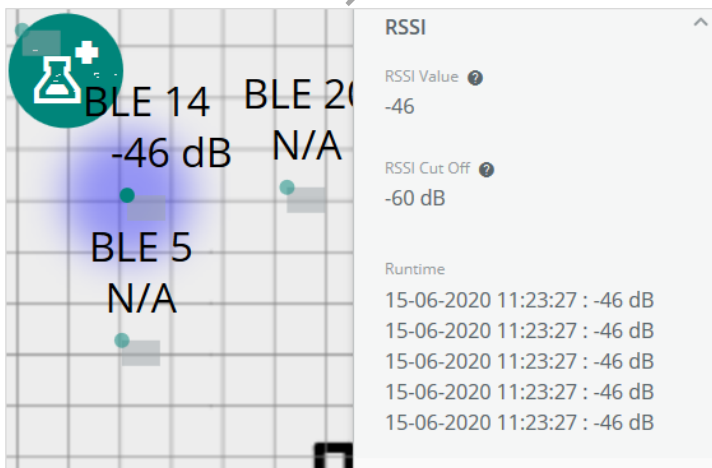 BLE 14
-46 dB
BLE 20
N/A
BLE 5
N/A
RSSI
RSSI Value ?
-46
RSSI Cut Off ?
-60 dB
Runtime
15-06-2020 11:23:27 : -46 dB
15-06-2020 11:23:27 : -46 dB
15-06-2020 11:23:27 : -46 dB
15-06-2020 11:23:27 : -46 dB
15-06-2020 11:23:27 : -46 dB